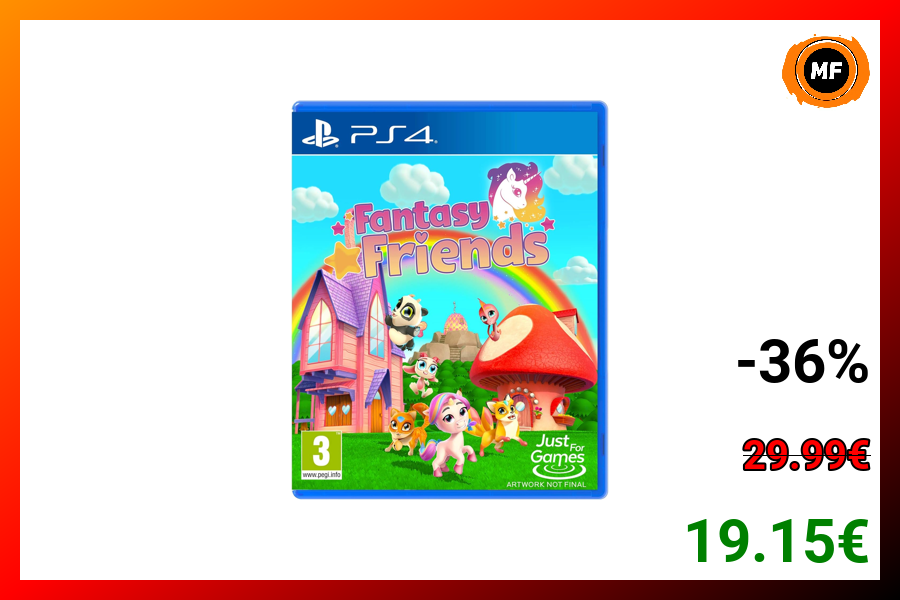 MF
PS4
Fantasy
Friends
3
www.pegi.info
Just
For
Games
ARTWORK NOT FINAL
-36%
29.99€
19.15€